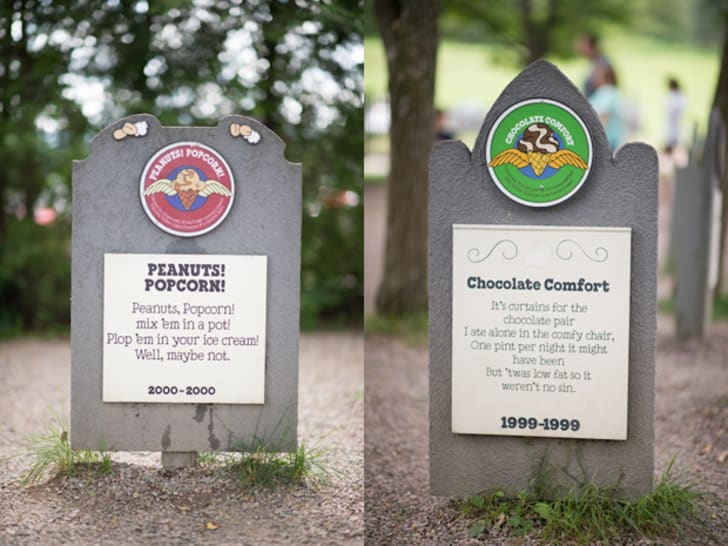 PEANUTS! POPCORN!
PEANUTS!
POPCORN!
Peanuts, Popcorn!
mix 'em in a pot!
Plop 'em in your ice cream!
Well, maybe not.
2000-2000
CHOCOLATE COMFORT
Chocolate Comfort
It's curtains for the
chocolate pair
I ate alone in the comfy chair,
One pint per night it might
have been
But 'twas low fat so it
weren't no sin.
1999-1999